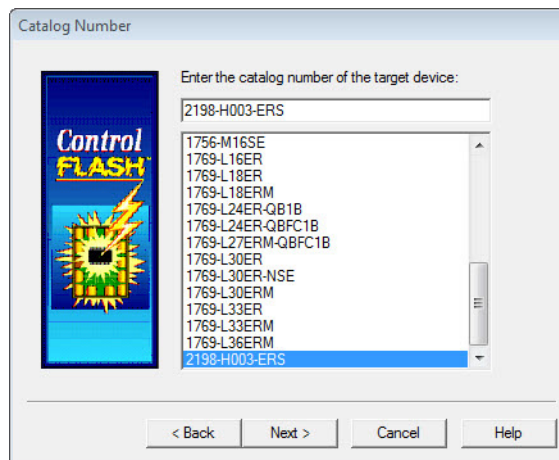 Catalog Number
Control
FLASH™
Enter the catalog number of the target device:
2198-H003-ERS
1756-M16SE
1769-L16ER
1769-L18ER
1769-L18ERM
1769-L24ER-QB1B
1769-L24ER-QBFC1B
1769-L27ERM-QBFC1B
1769-L30ER
1769-L30ER-NSE
1769-L30ERM
1769-L33ER
1769-L33ERM
1769-L36ERM
2198-H003-ERS
< Back
Next >
Cancel
Help